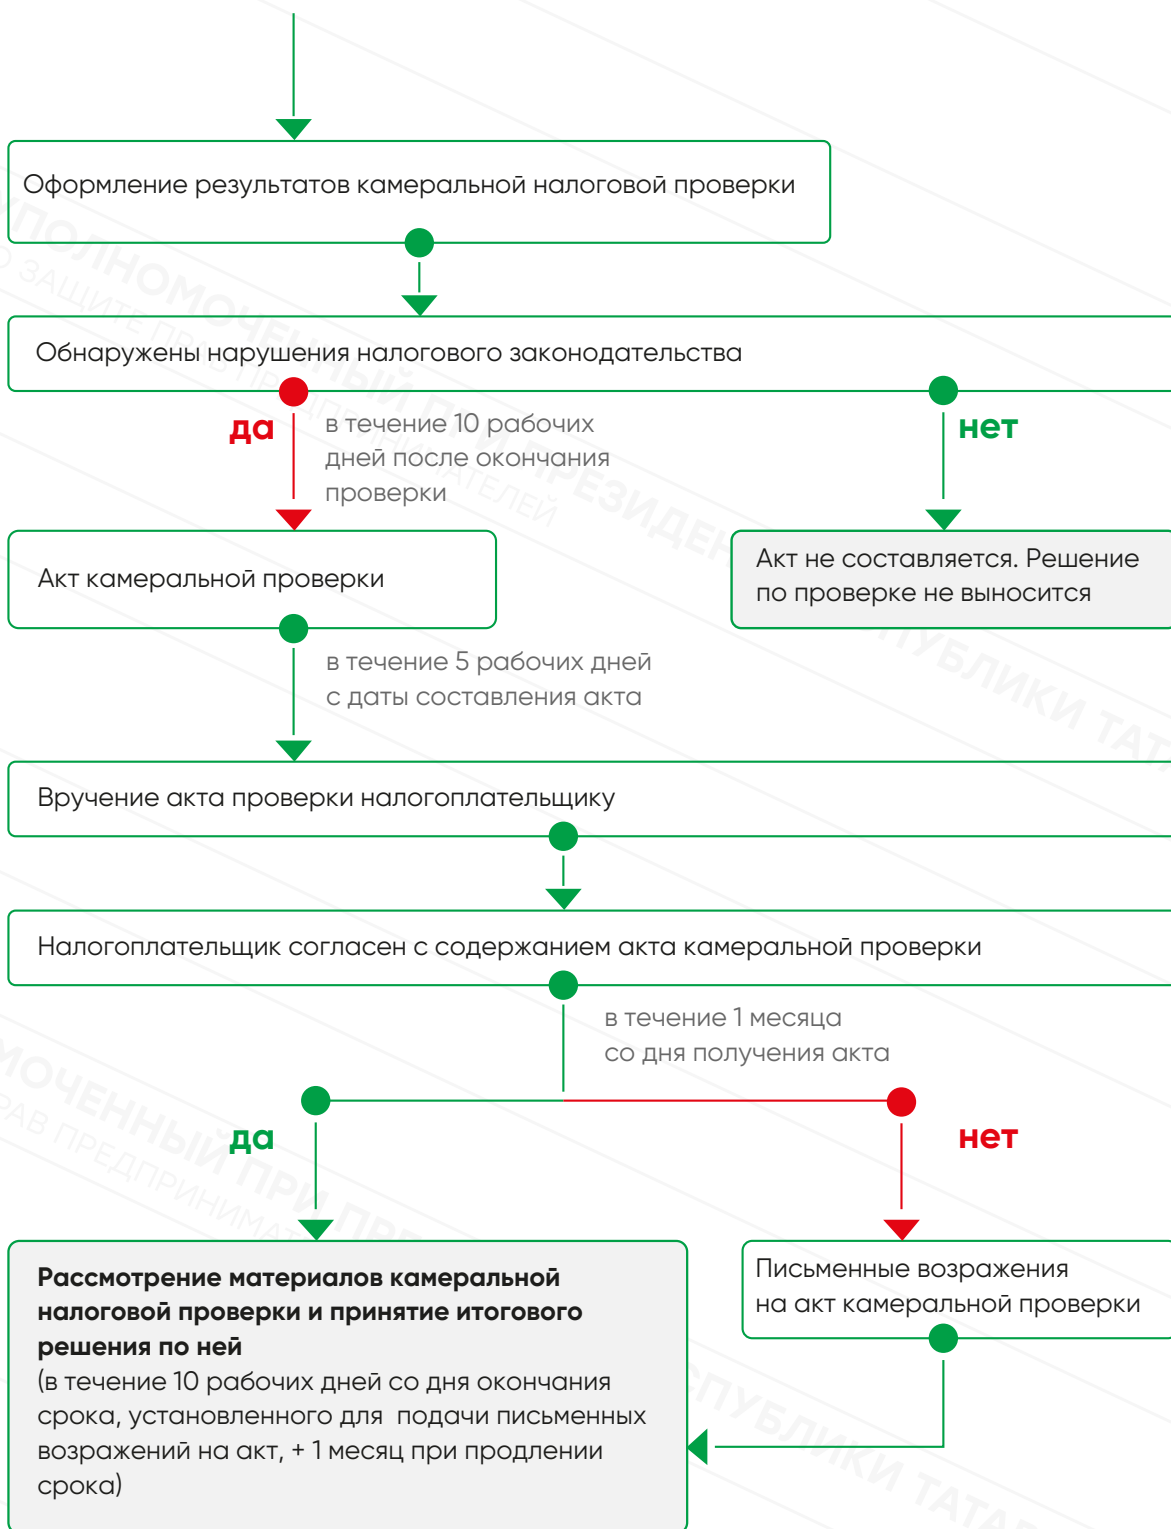 Оформление результатов камеральной налоговой проверки
Обнаружены нарушения налогового законодательства
да
в течение 10 рабочих
дней после окончания
проверки
нет
Акт камеральной проверки
Акт не составляется. Решение
по проверке не выносится
в течение 5 рабочих дней
с даты составления акта
Вручение акта проверки налогоплательщику
Налогоплательщик согласен с содержанием акта камеральной проверки
в течение 1 месяца
со дня получения акта
да
нет
Рассмотрение материалов камеральной
налоговой проверки и принятие итогового
решения по ней
(в течение 10 рабочих дней со дня окончания
срока, установленного для подачи письменных
возражений на акт, + 1 месяц при продлении
срока)
Письменные возражения
на акт камеральной проверки